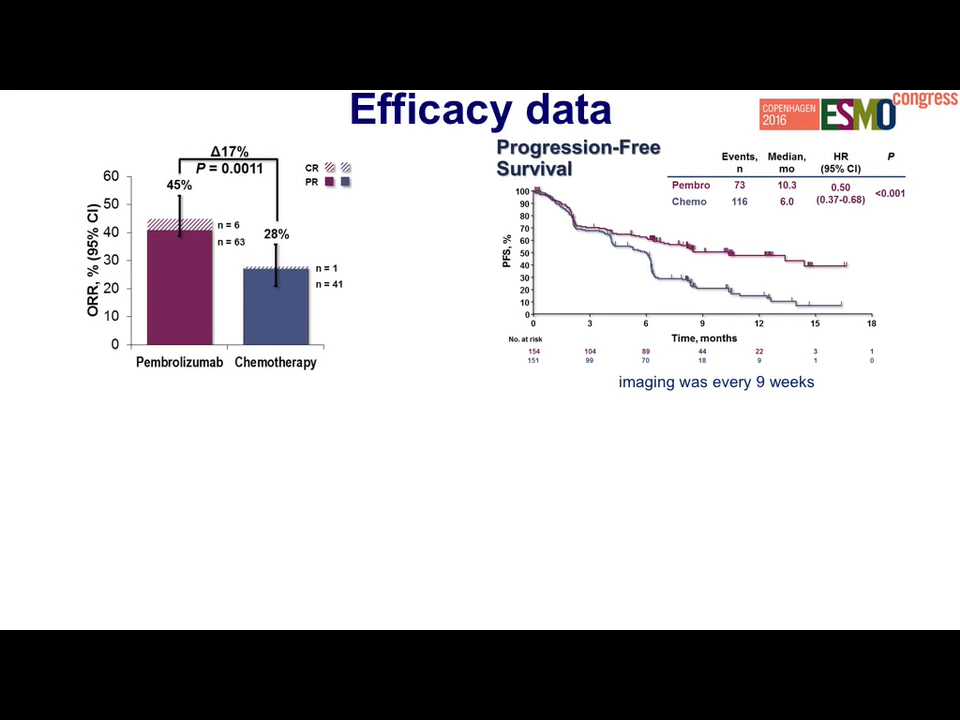 Efficacy data
COPENHAGEN
2016
ESMO
congress
Δ17%
P = 0.0011
CR
PR
ORR, % (95% CI)
60
50
40
30
20
10
0
45%
n = 6
n = 63
28%
n = 1
n = 41
Pembrolizumab Chemotherapy
Progression-Free
Survival
Events, n Median, mo HR (95% CI) P
Pembro 73 10.3 0.50 (0.37-0.68) <0.001
Chemo 116 6.0
PFS, %
100
90
80
70
60
50
40
30
20
10
0
0 3 6 9 12 15 18
No. at risk
Time, months
154 104 89 44 22 3 1
151 99 70 18 9 1 0
imaging was every 9 weeks